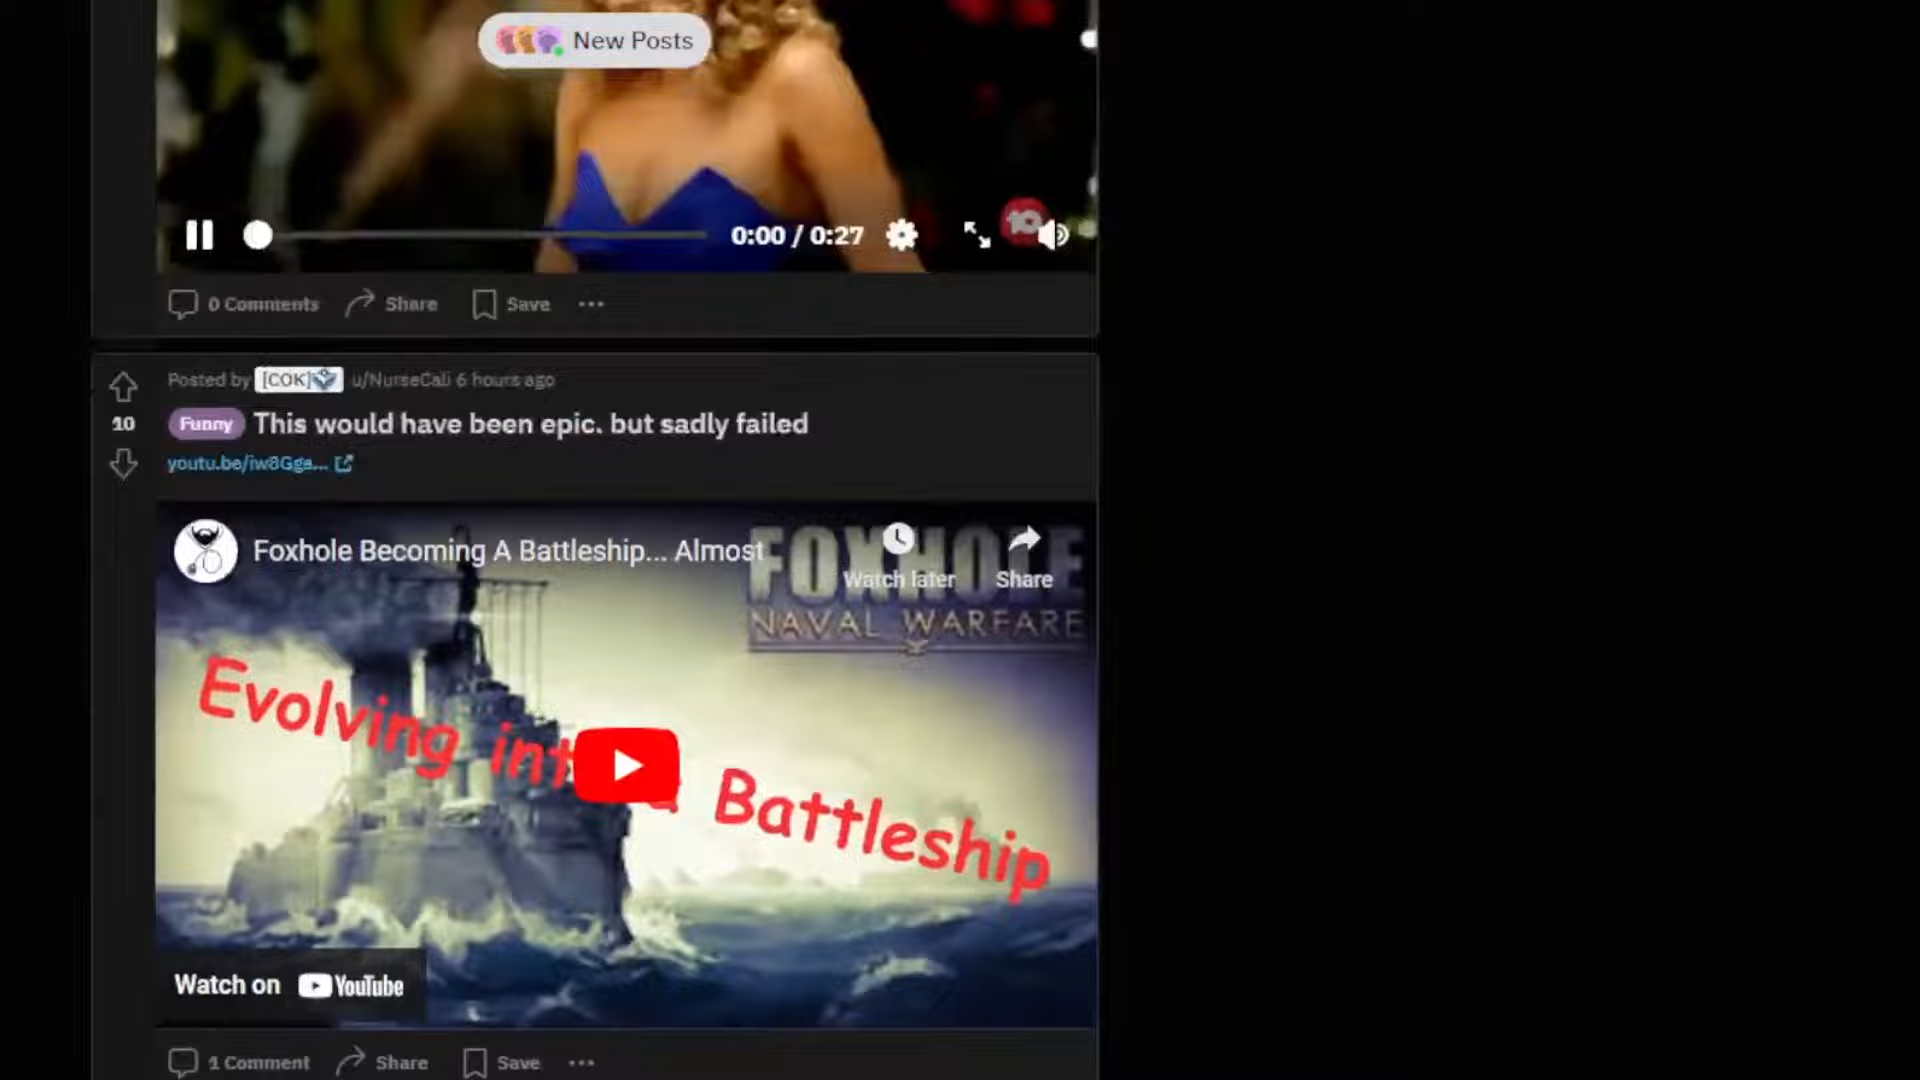 New Posts
0:00 / 0:27
10
0 Comments Share Save
Posted by [COK] u/NurseCali 6 hours ago
10
Funny This would have been epic. but sadly failed
youtu.be/iw8Gga...
Foxhole Becoming A Battleship... Almost
Watch later Share
FOXHOLE
NAVAL WARFARE
Evolving into a Battleship
Watch on YouTube
1 Comment Share Save